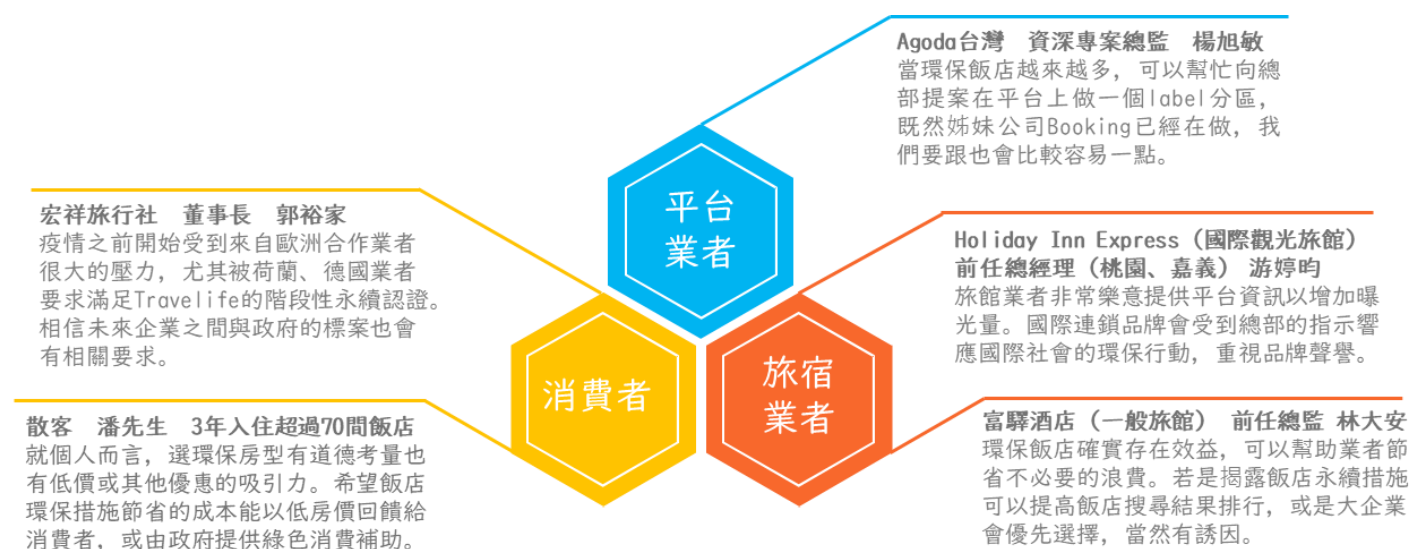 Agoda台灣　資深專案總監　楊旭敏
當環保飯店越來越多，可以幫忙向總
部提案在平台上做一個label分區，
既然姊妹公司Booking已經在做，我
們要跟也會比較容易一點。
平台
業者
宏祥旅行社　董事長　郭裕家
疫情之前開始受到來自歐洲合作業者
很大的壓力，尤其被荷蘭、德國業者
要求滿足Travelife的階段性永續認證。
相信未來企業之間與政府的標案也會
有相關要求。
Holiday Inn Express（國際觀光旅館）
前任總經理（桃園、嘉義） 游婷昀
旅館業者非常樂意提供平台資訊以增加曝
光量。國際連鎖品牌會受到總部的指示響
應國際社會的環保行動，重視品牌聲譽。
消費者
旅宿
業者
散客　潘先生　3年入住超過70間飯店
就個人而言，選環保房型有道德考量也
有低價或其他優惠的吸引力。希望飯店
環保措施節省的成本能以低房價回饋給
消費者，或由政府提供綠色消費補助。
富驛酒店（一般旅館） 前任總監 林大安
環保飯店確實存在效益，可以幫助業者節
省不必要的浪費。若是揭露飯店永續措施
可以提高飯店搜尋結果排行，或是大企業
會優先選擇，當然有誘因。